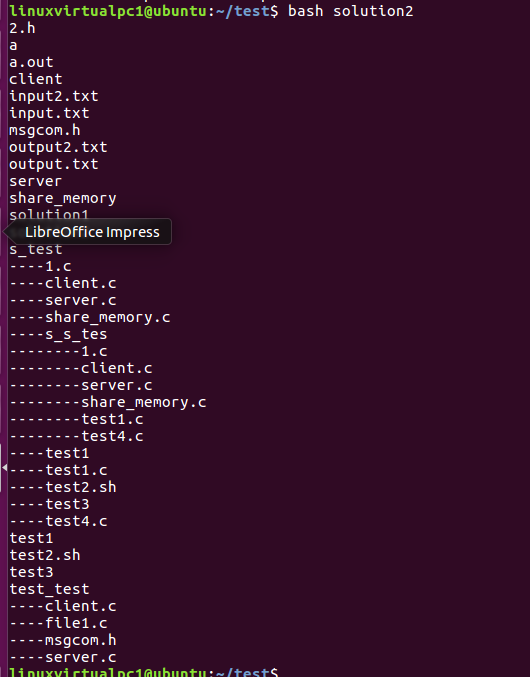 linuxvirtualpc1@ubuntu:~/test$ bash solution2
2.h
a
a.out
client
input2.txt
input.txt
msgcom.h
output2.txt
output.txt
server
share_memory
solution1
LibreOffice Impress
s_test
----1.c
----client.c
----server.c
----share_memory.c
----s_s_tes
--------1.c
--------client.c
--------server.c
--------share_memory.c
--------test1.c
--------test4.c
----test1
----test1.c
----test2.sh
----test3
----test4.c
test1
test2.sh
test3
test_test
----client.c
----file1.c
----msgcom.h
----server.c
linuxvirtualpc1@ubuntu:~/test$